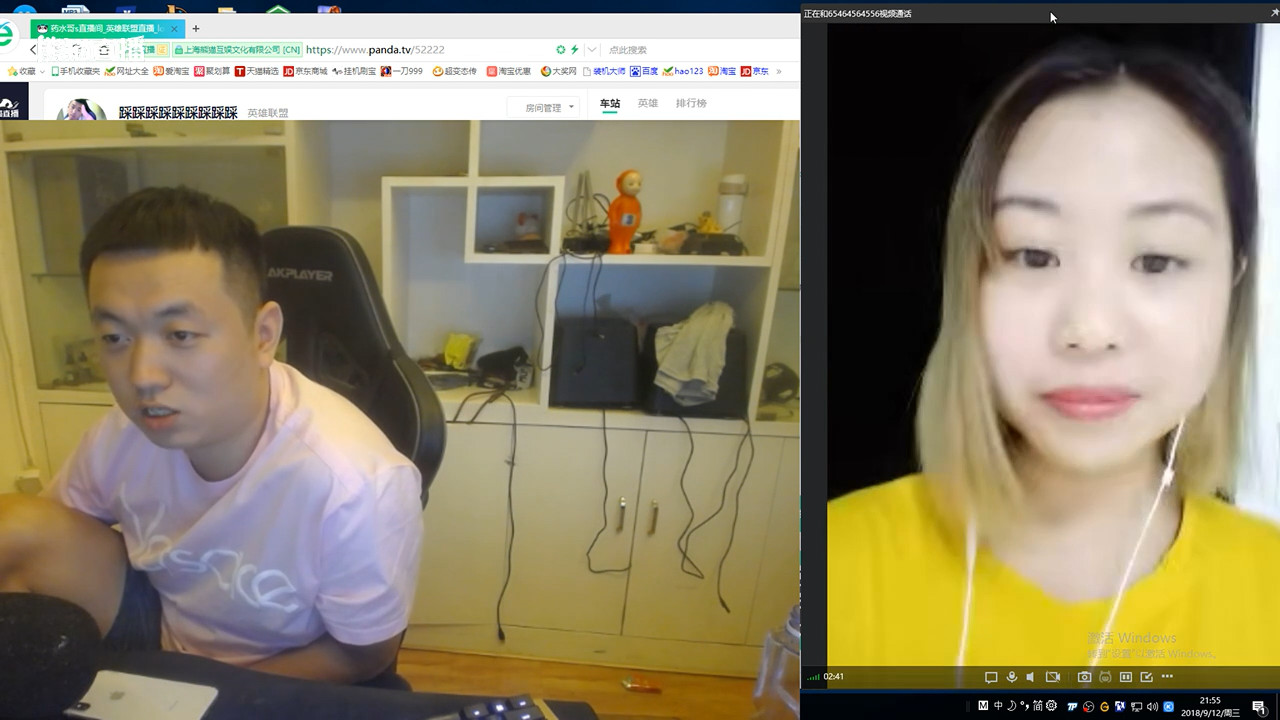 正在和65464564556视频通话
药水哥s直播间_英雄联盟直播_lo
上海熊猫互娱文化有限公司 [CN]
https://www.panda.tv/52222
点此搜索
收藏 手机收藏夹 网址大全 爱淘宝 聚划算 天猫精选 京东商城 挂机刷宝 一刀999 超变态传 淘宝优惠 大奖网 装机大师 百度 hao123 淘宝 京东 »
踩踩踩踩踩踩踩踩踩 英雄联盟 房间管理 车站 英雄 排行榜
AKPLAYER
激活 Windows
转到"设置"以激活 Windows。
02:41
中 简
21:55
2018/9/12/周三